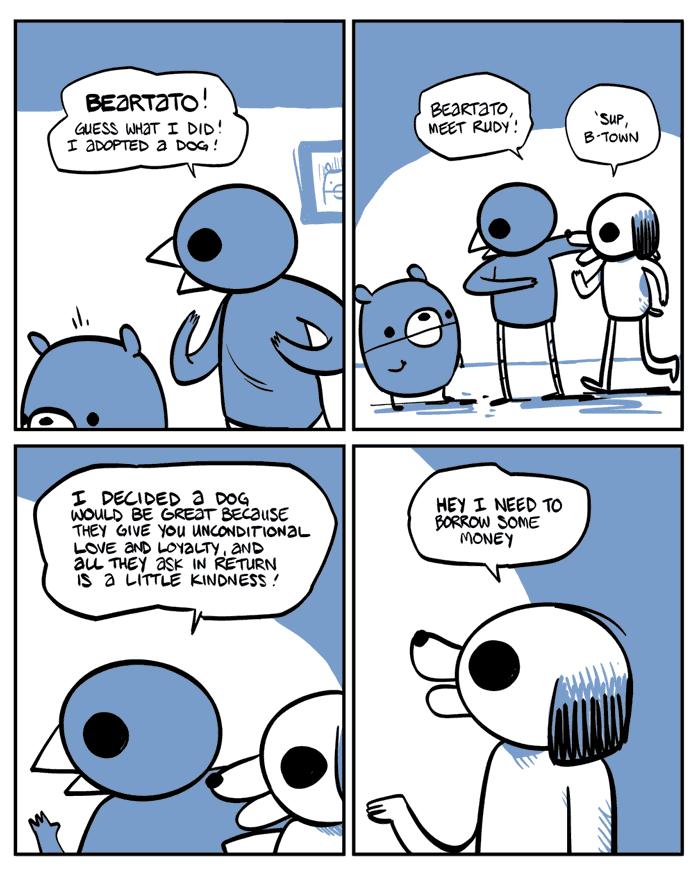 BEARTATO!
GUESS WHAT I DID!
I ADOPTED A DOG!
BEARTATO,
MEET RUDY!
'SUP,
B-TOWN
I DECIDED A DOG
WOULD BE GREAT BECAUSE
THEY GIVE YOU UNCONDITIONAL
LOVE AND LOYALTY, AND
ALL THEY ASK IN RETURN
IS A LITTLE KINDNESS!
HEY I NEED TO
BORROW SOME
MONEY